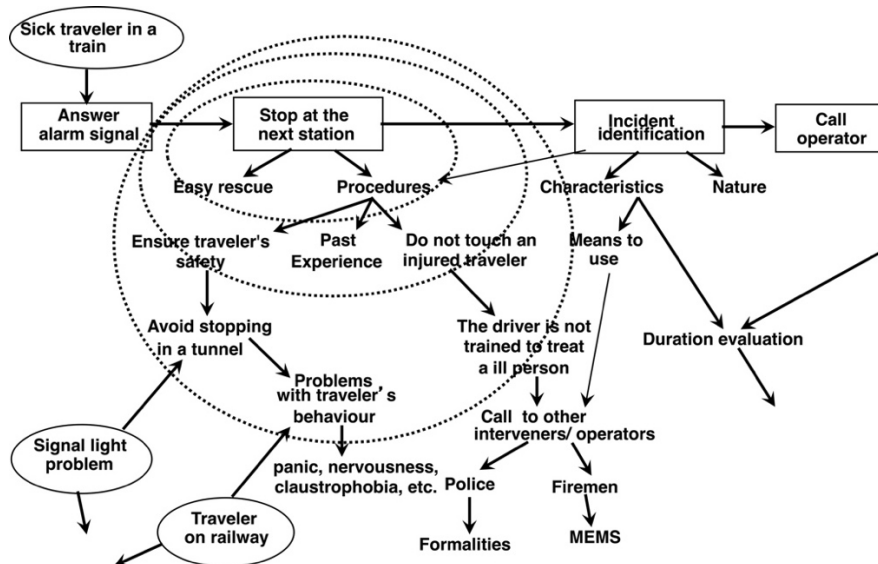 Sick traveler in a
train
Answer
alarm signal
Stop at the
next station
Incident
identification
Call
operator
Easy rescue
Procedures
Characteristics
Nature
Ensure traveler's
safety
Past
Experience
Do not touch an
injured traveler
Means to
use
Avoid stopping
in a tunnel
The driver is not
trained to treat
a ill person
Duration evaluation
Problems
with traveler's
behaviour
Call to other
interveners/ operators
Signal light
problem
panic, nervousness,
claustrophobia, etc.
Police
Firemen
Traveler
on railway
Formalities
MEMS